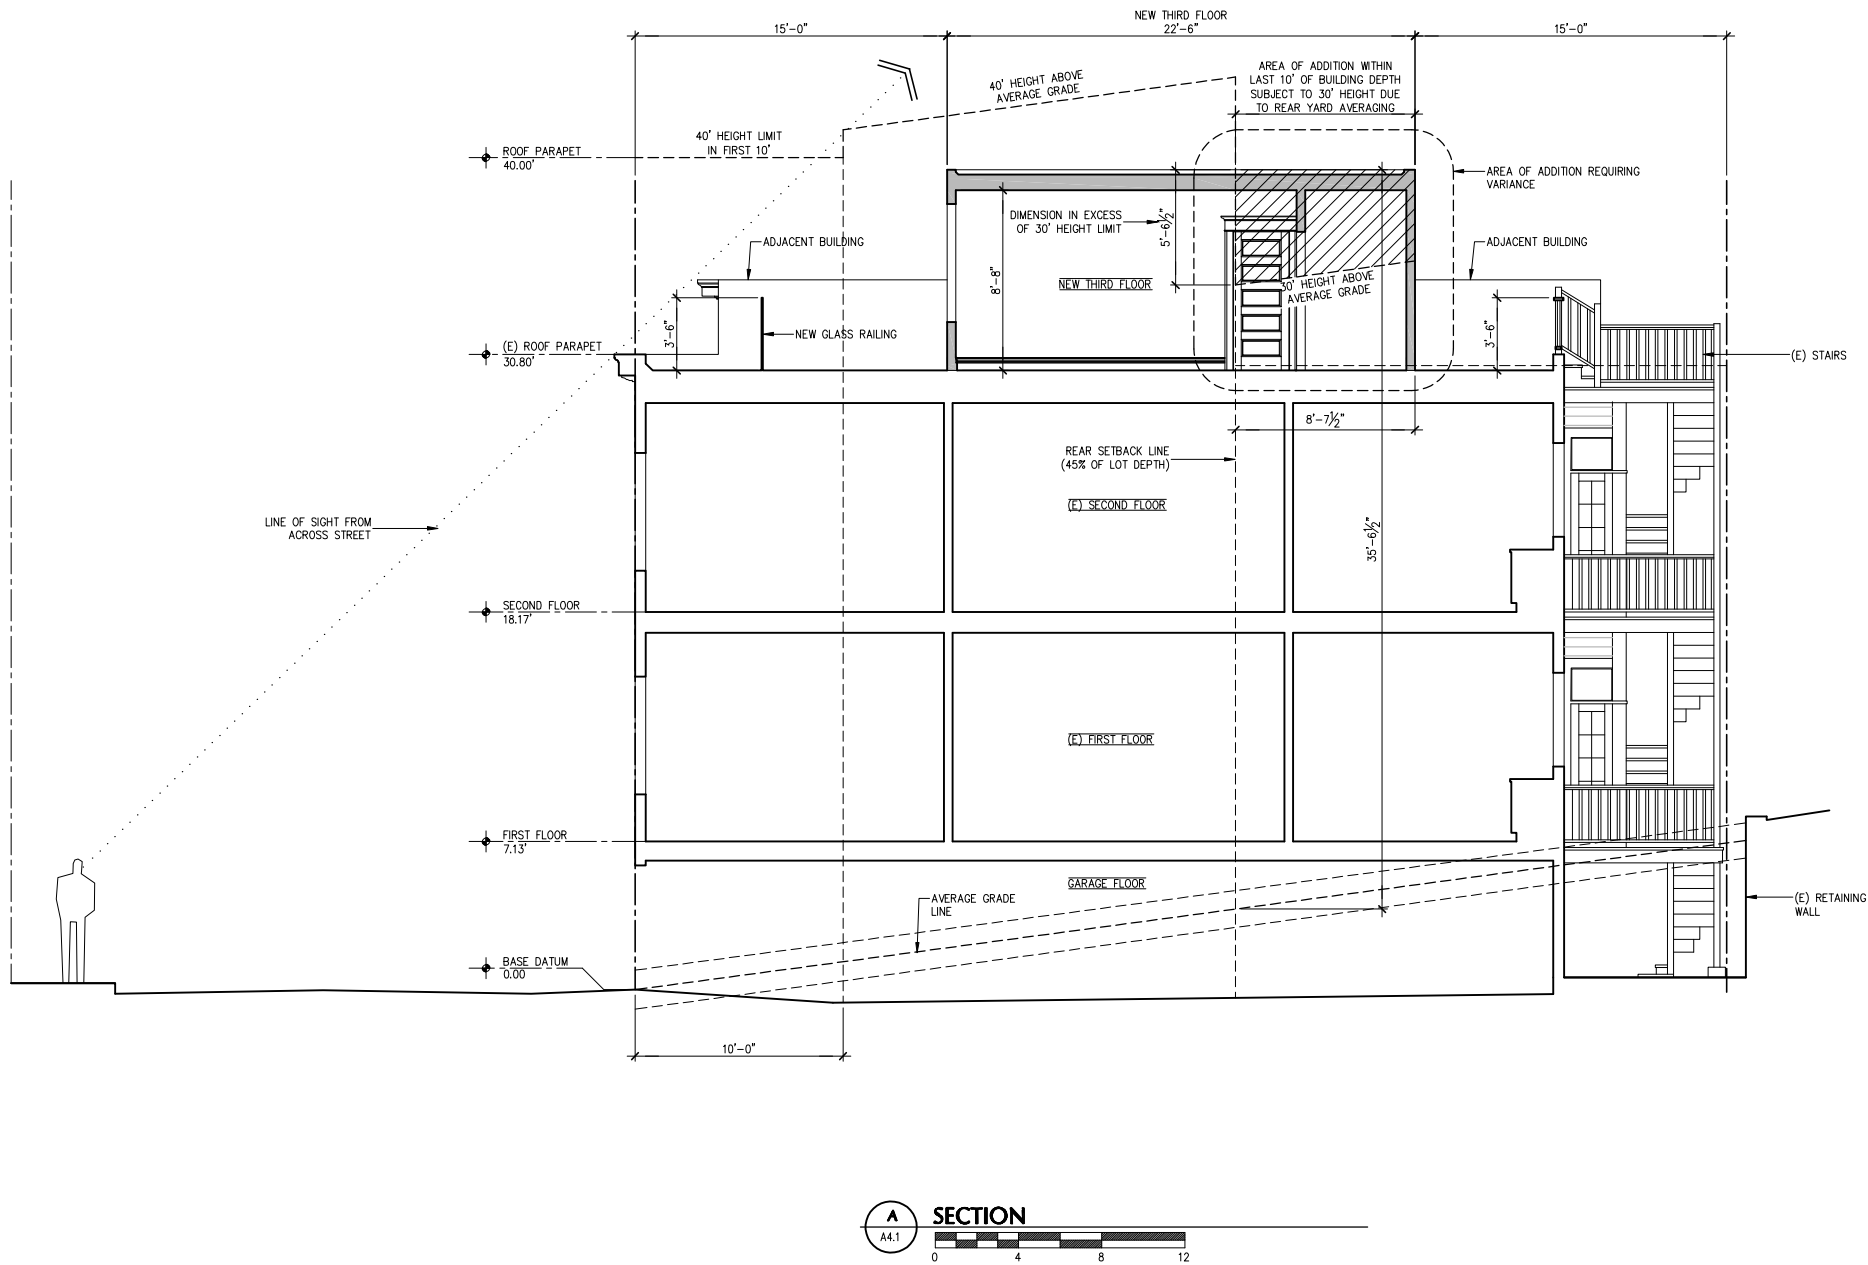 NEW THIRD FLOOR
15'-0"
22'-6"
15'-0"
AREA OF ADDITION WITHIN
LAST 10' OF BUILDING DEPTH
SUBJECT TO 30' HEIGHT DUE
TO REAR YARD AVERAGING
40' HEIGHT ABOVE
AVERAGE GRADE
40' HEIGHT LIMIT
IN FIRST 10'
ROOF PARAPET
40.00'
AREA OF ADDITION REQUIRING
VARIANCE
DIMENSION IN EXCESS
OF 30' HEIGHT LIMIT
5'-6½"
ADJACENT BUILDING
ADJACENT BUILDING
8'-8"
NEW THIRD FLOOR
30' HEIGHT ABOVE
AVERAGE GRADE
3'-6"
NEW GLASS RAILING
3'-6"
(E) ROOF PARAPET
30.80'
(E) STAIRS
8'-7½"
REAR SETBACK LINE
(45% OF LOT DEPTH)
(E) SECOND FLOOR
LINE OF SIGHT FROM
ACROSS STREET
35'-6½"
SECOND FLOOR
18.17'
(E) FIRST FLOOR
FIRST FLOOR
7.13'
GARAGE FLOOR
AVERAGE GRADE
LINE
(E) RETAINING
WALL
BASE DATUM
0.00
10'-0"
A
A4.1
SECTION
0 4 8 12